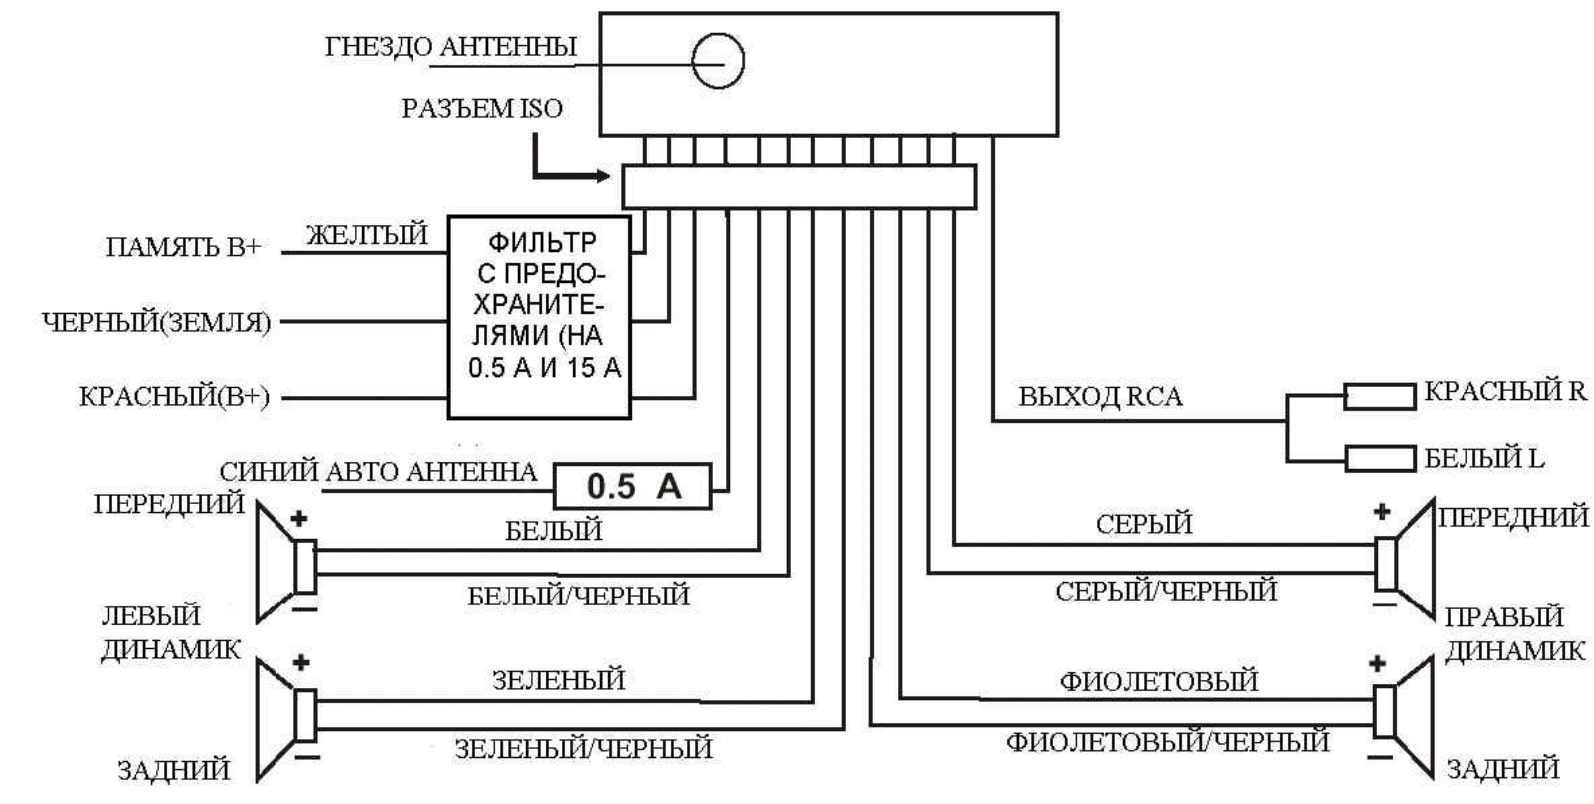 ГНЕЗДО АНТЕННЫ
РАЗЪЕМ ISO
ПАМЯТЬ В+
ЖЕЛТЫЙ
ЧЕРНЫЙ(ЗЕМЛЯ)
КРАСНЫЙ(В+)
ФИЛЬТР
С ПРЕДО-
ХРАНИТЕ-
ЛЯМИ (НА
0.5 А И 15 А
СИНИЙ АВТО АНТЕННА
0.5 А
ВЫХОД RCA
КРАСНЫЙ R
БЕЛЫЙ L
ПЕРЕДНИЙ
+
БЕЛЫЙ
БЕЛЫЙ/ЧЕРНЫЙ
—
ЛЕВЫЙ
ДИНАМИК
+
ЗЕЛЕНЫЙ
ЗЕЛЕНЫЙ/ЧЕРНЫЙ
—
ЗАДНИЙ
СЕРЫЙ
+
ПЕРЕДНИЙ
СЕРЫЙ/ЧЕРНЫЙ
—
ПРАВЫЙ
ДИНАМИК
+
ФИОЛЕТОВЫЙ
ФИОЛЕТОВЫЙ/ЧЕРНЫЙ
—
ЗАДНИЙ